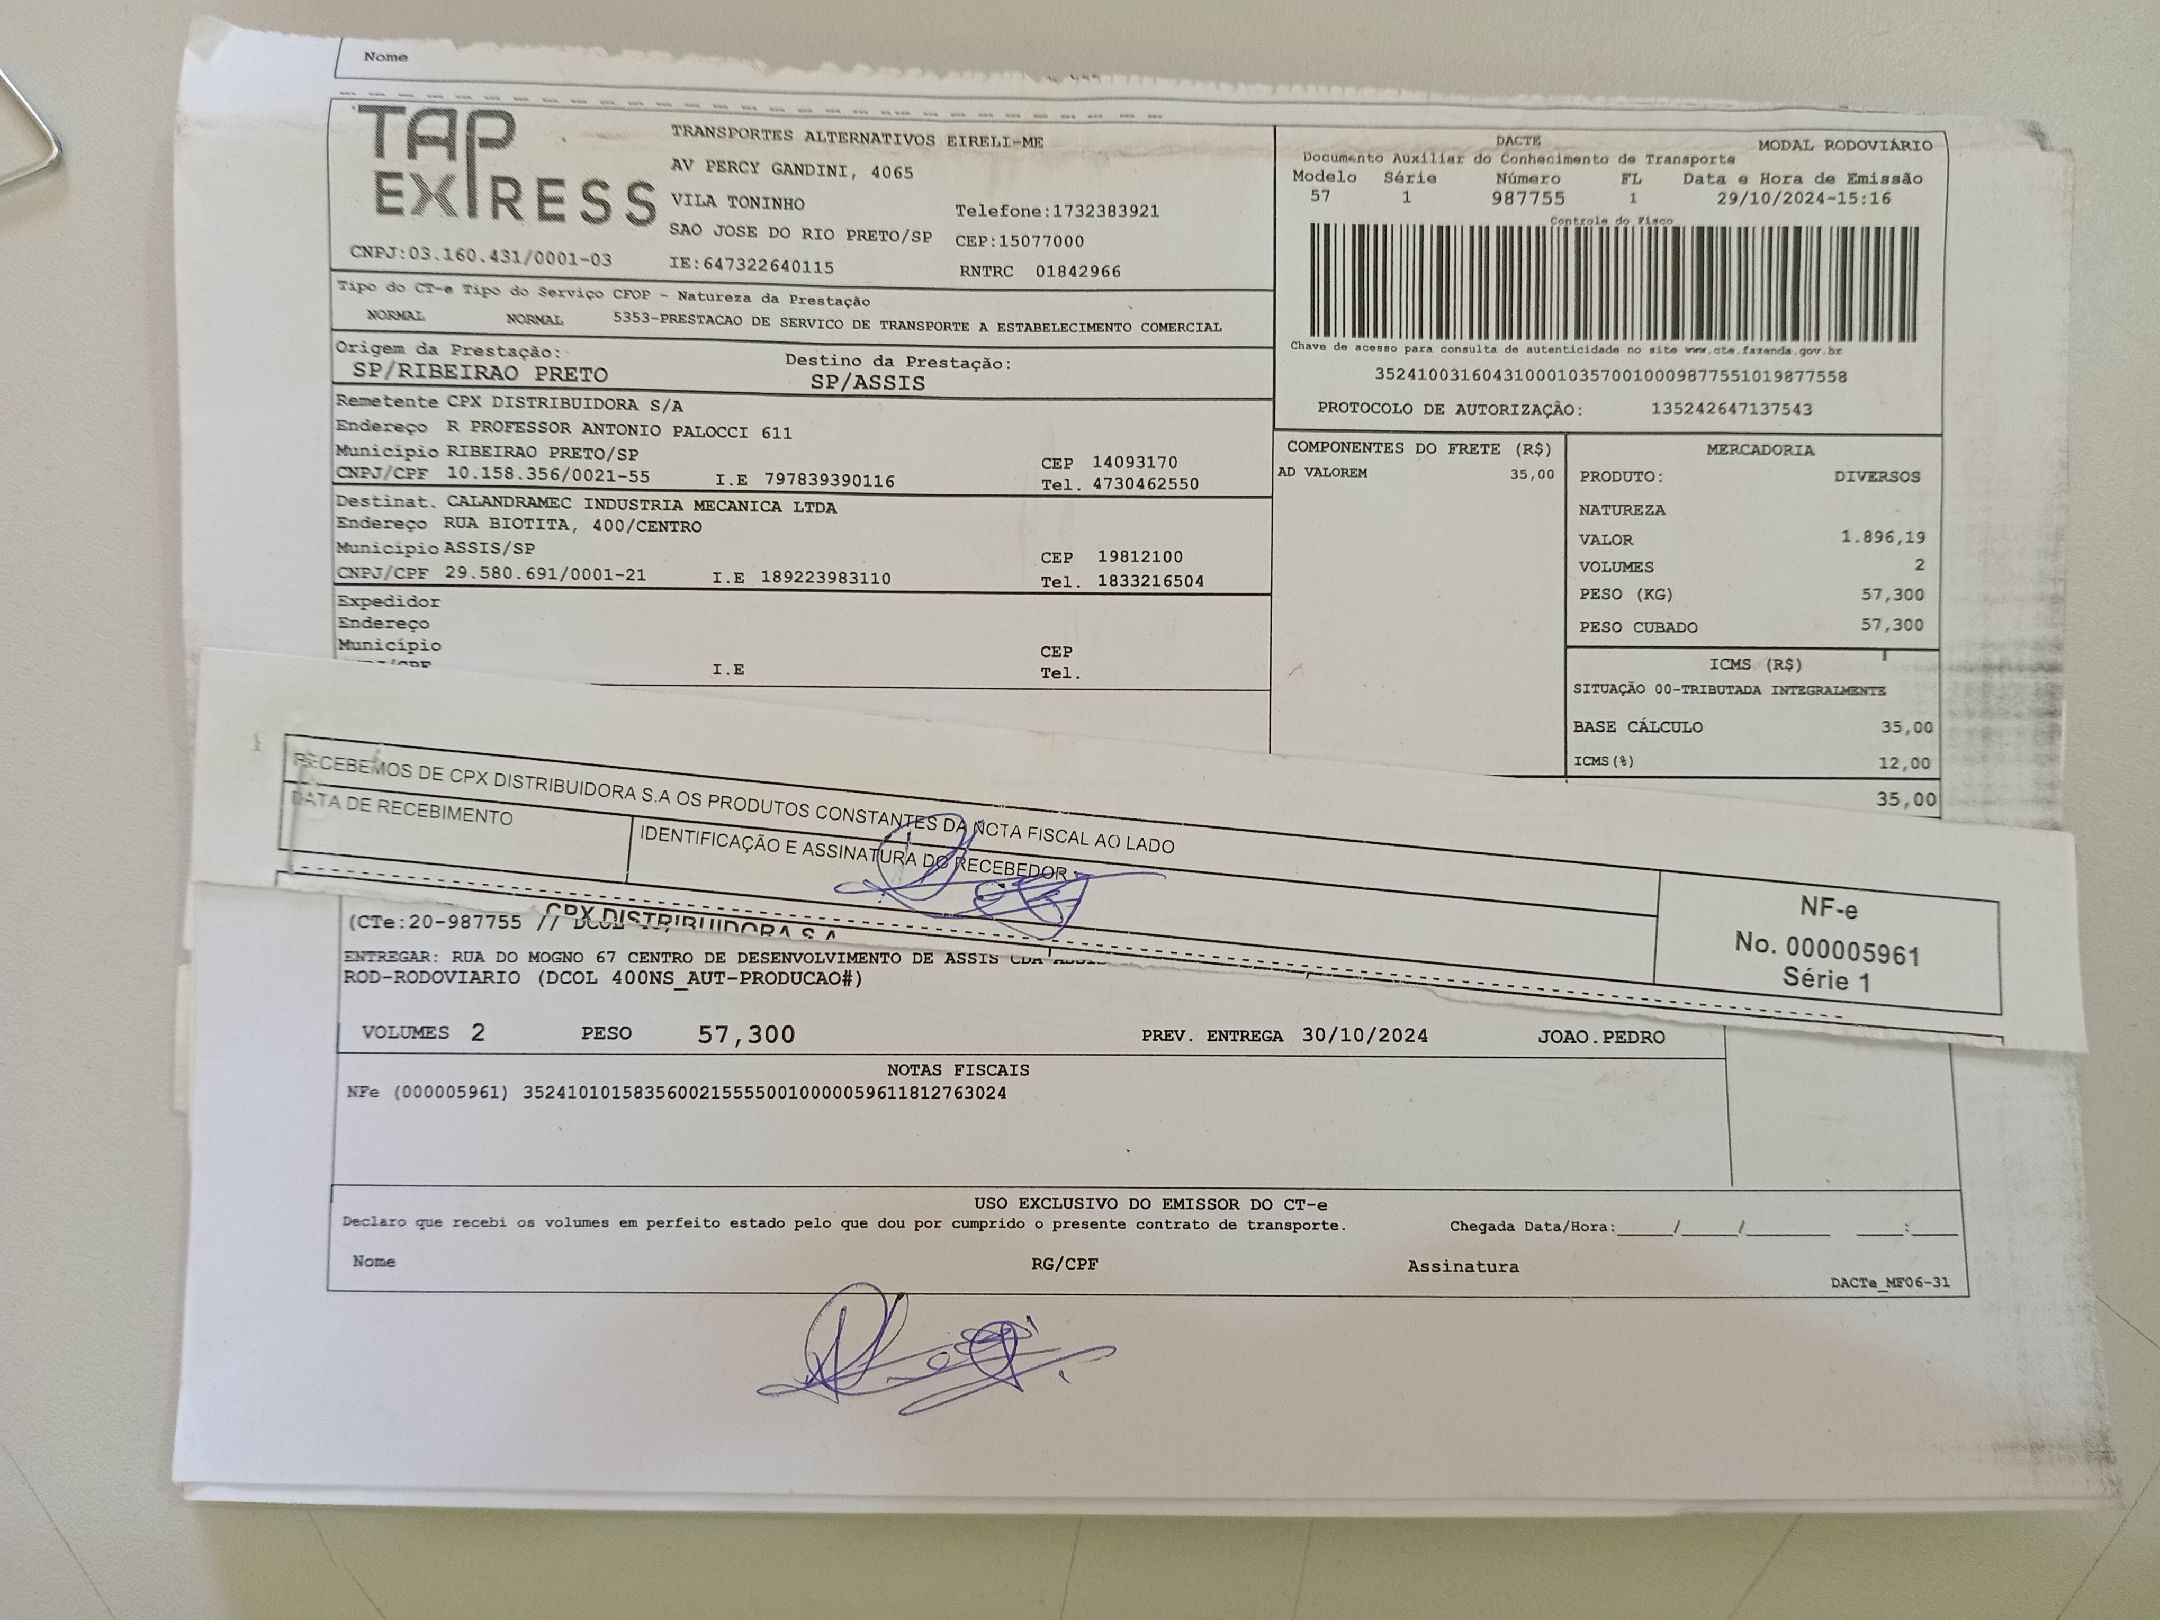 Nome
TAP EXPRESS
TRANSPORTES ALTERNATIVOS EIRELI-ME
AV PERCY GANDINI, 4065
VILA TONINHO Telefone:1732383921
SAO JOSE DO RIO PRETO/SP CEP:15077000
CNPJ:03.160.431/0001-03 IE:647322640115 RNTRC 01842966
DACTE MODAL RODOVIÁRIO
Documento Auxiliar do Conhecimento de Transporte
Modelo Série Número FL Data e Hora de Emissão
57 1 987755 1 29/10/2024-15:16
Controle do Fisco
Chave de acesso para consulta de autenticidade no site www.cte.fazenda.gov.br
35241003160431000103570010009877551019877558
PROTOCOLO DE AUTORIZAÇÃO: 135242647137543
Tipo do CT-e Tipo do Serviço CFOP - Natureza da Prestação
NORMAL NORMAL 5353-PRESTACAO DE SERVICO DE TRANSPORTE A ESTABELECIMENTO COMERCIAL
Origem da Prestação: Destino da Prestação:
SP/RIBEIRAO PRETO SP/ASSIS
Remetente CPX DISTRIBUIDORA S/A
Endereço R PROFESSOR ANTONIO PALOCCI 611
Município RIBEIRAO PRETO/SP CEP 14093170
CNPJ/CPF 10.158.356/0021-55 I.E 797839390116 Tel. 4730462550
Destinat. CALANDRAMEC INDUSTRIA MECANICA LTDA
Endereço RUA BIOTITA, 400/CENTRO
Município ASSIS/SP CEP 19812100
CNPJ/CPF 29.580.691/0001-21 I.E 189223983110 Tel. 1833216504
Expedidor
Endereço
Município CEP
I.E Tel.
COMPONENTES DO FRETE (R$)
AD VALOREM 35,00
MERCADORIA
PRODUTO: DIVERSOS
NATUREZA
VALOR 1.896,19
VOLUMES 2
PESO (KG) 57,300
PESO CUBADO 57,300
ICMS (R$)
SITUAÇÃO 00-TRIBUTADA INTEGRALMENTE
BASE CÁLCULO 35,00
ICMS(%) 12,00
35,00
RECEBEMOS DE CPX DISTRIBUIDORA S.A OS PRODUTOS CONSTANTES DA NOTA FISCAL AO LADO
DATA DE RECEBIMENTO IDENTIFICAÇÃO E ASSINATURA DO RECEBEDOR
NF-e
No. 000005961
Série 1
CPX DISTRIBUIDORA S.A
(CTe:20-987755 // DCOL
ENTREGAR: RUA DO MOGNO 67 CENTRO DE DESENVOLVIMENTO DE ASSIS CDA ASSIS
ROD-RODOVIARIO (DCOL 400NS_AUT-PRODUCAO#)
VOLUMES 2 PESO 57,300 PREV. ENTREGA 30/10/2024 JOAO.PEDRO
NOTAS FISCAIS
NFe (000005961) 35241010158356002155550010000059611812763024
USO EXCLUSIVO DO EMISSOR DO CT-e
Declaro que recebi os volumes em perfeito estado pelo que dou por cumprido o presente contrato de transporte. Chegada Data/Hora:____/____/______ ___:___
Nome RG/CPF Assinatura
DACTe_MF06-31